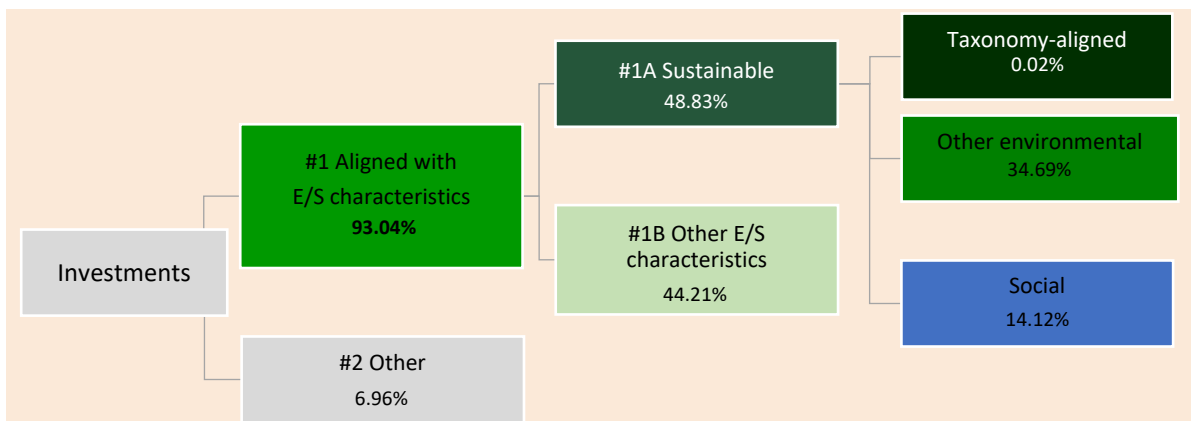 Investments
#1 Aligned with
E/S characteristics
93.04%
#2 Other
6.96%
#1A Sustainable
48.83%
#1B Other E/S
characteristics
44.21%
Taxonomy-aligned
0.02%
Other environmental
34.69%
Social
14.12%